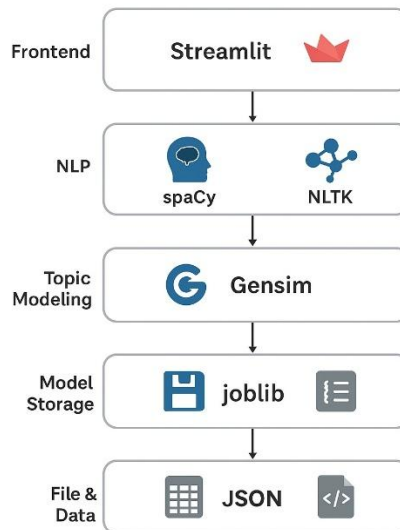 Frontend
Streamlit
NLP
spaCy
NLTK
Topic
Modeling
Gensim
Model
Storage
joblib
File &
Data
JSON